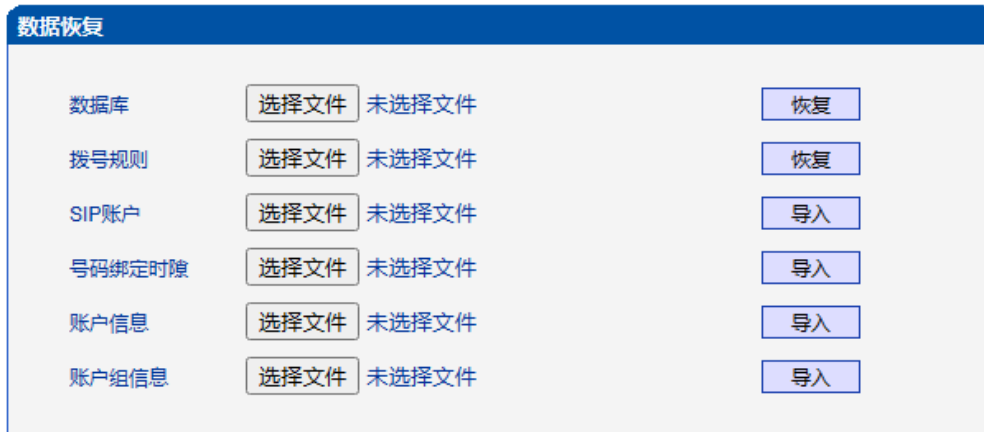 数据恢复
数据库 选择文件 未选择文件 恢复
拨号规则 选择文件 未选择文件 恢复
SIP账户 选择文件 未选择文件 导入
号码绑定时隙 选择文件 未选择文件 导入
账户信息 选择文件 未选择文件 导入
账户组信息 选择文件 未选择文件 导入